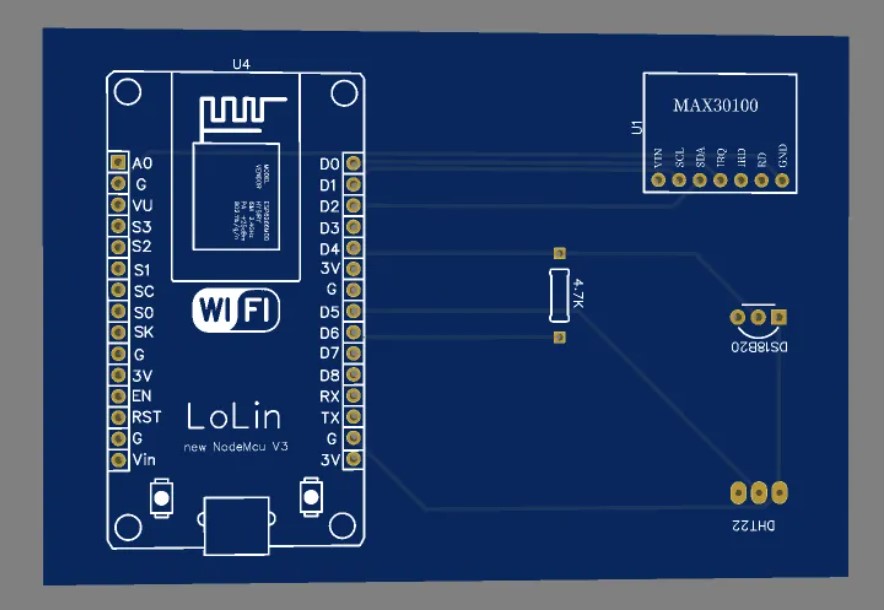 U4
A0
G
VU
S3
S2
S1
SC
S0
SK
G
3V
EN
RST
G
Vin
D0
D1
D2
D3
D4
3V
G
D5
D6
D7
D8
RX
TX
G
3V
MODEL
VENDOR
WI FI
LoLin
new NodeMcu V3
U1
MAX30100
VIN
SCL
SDA
IRQ
IRD
RD
GND
4.7K
DS18B20
DHT22